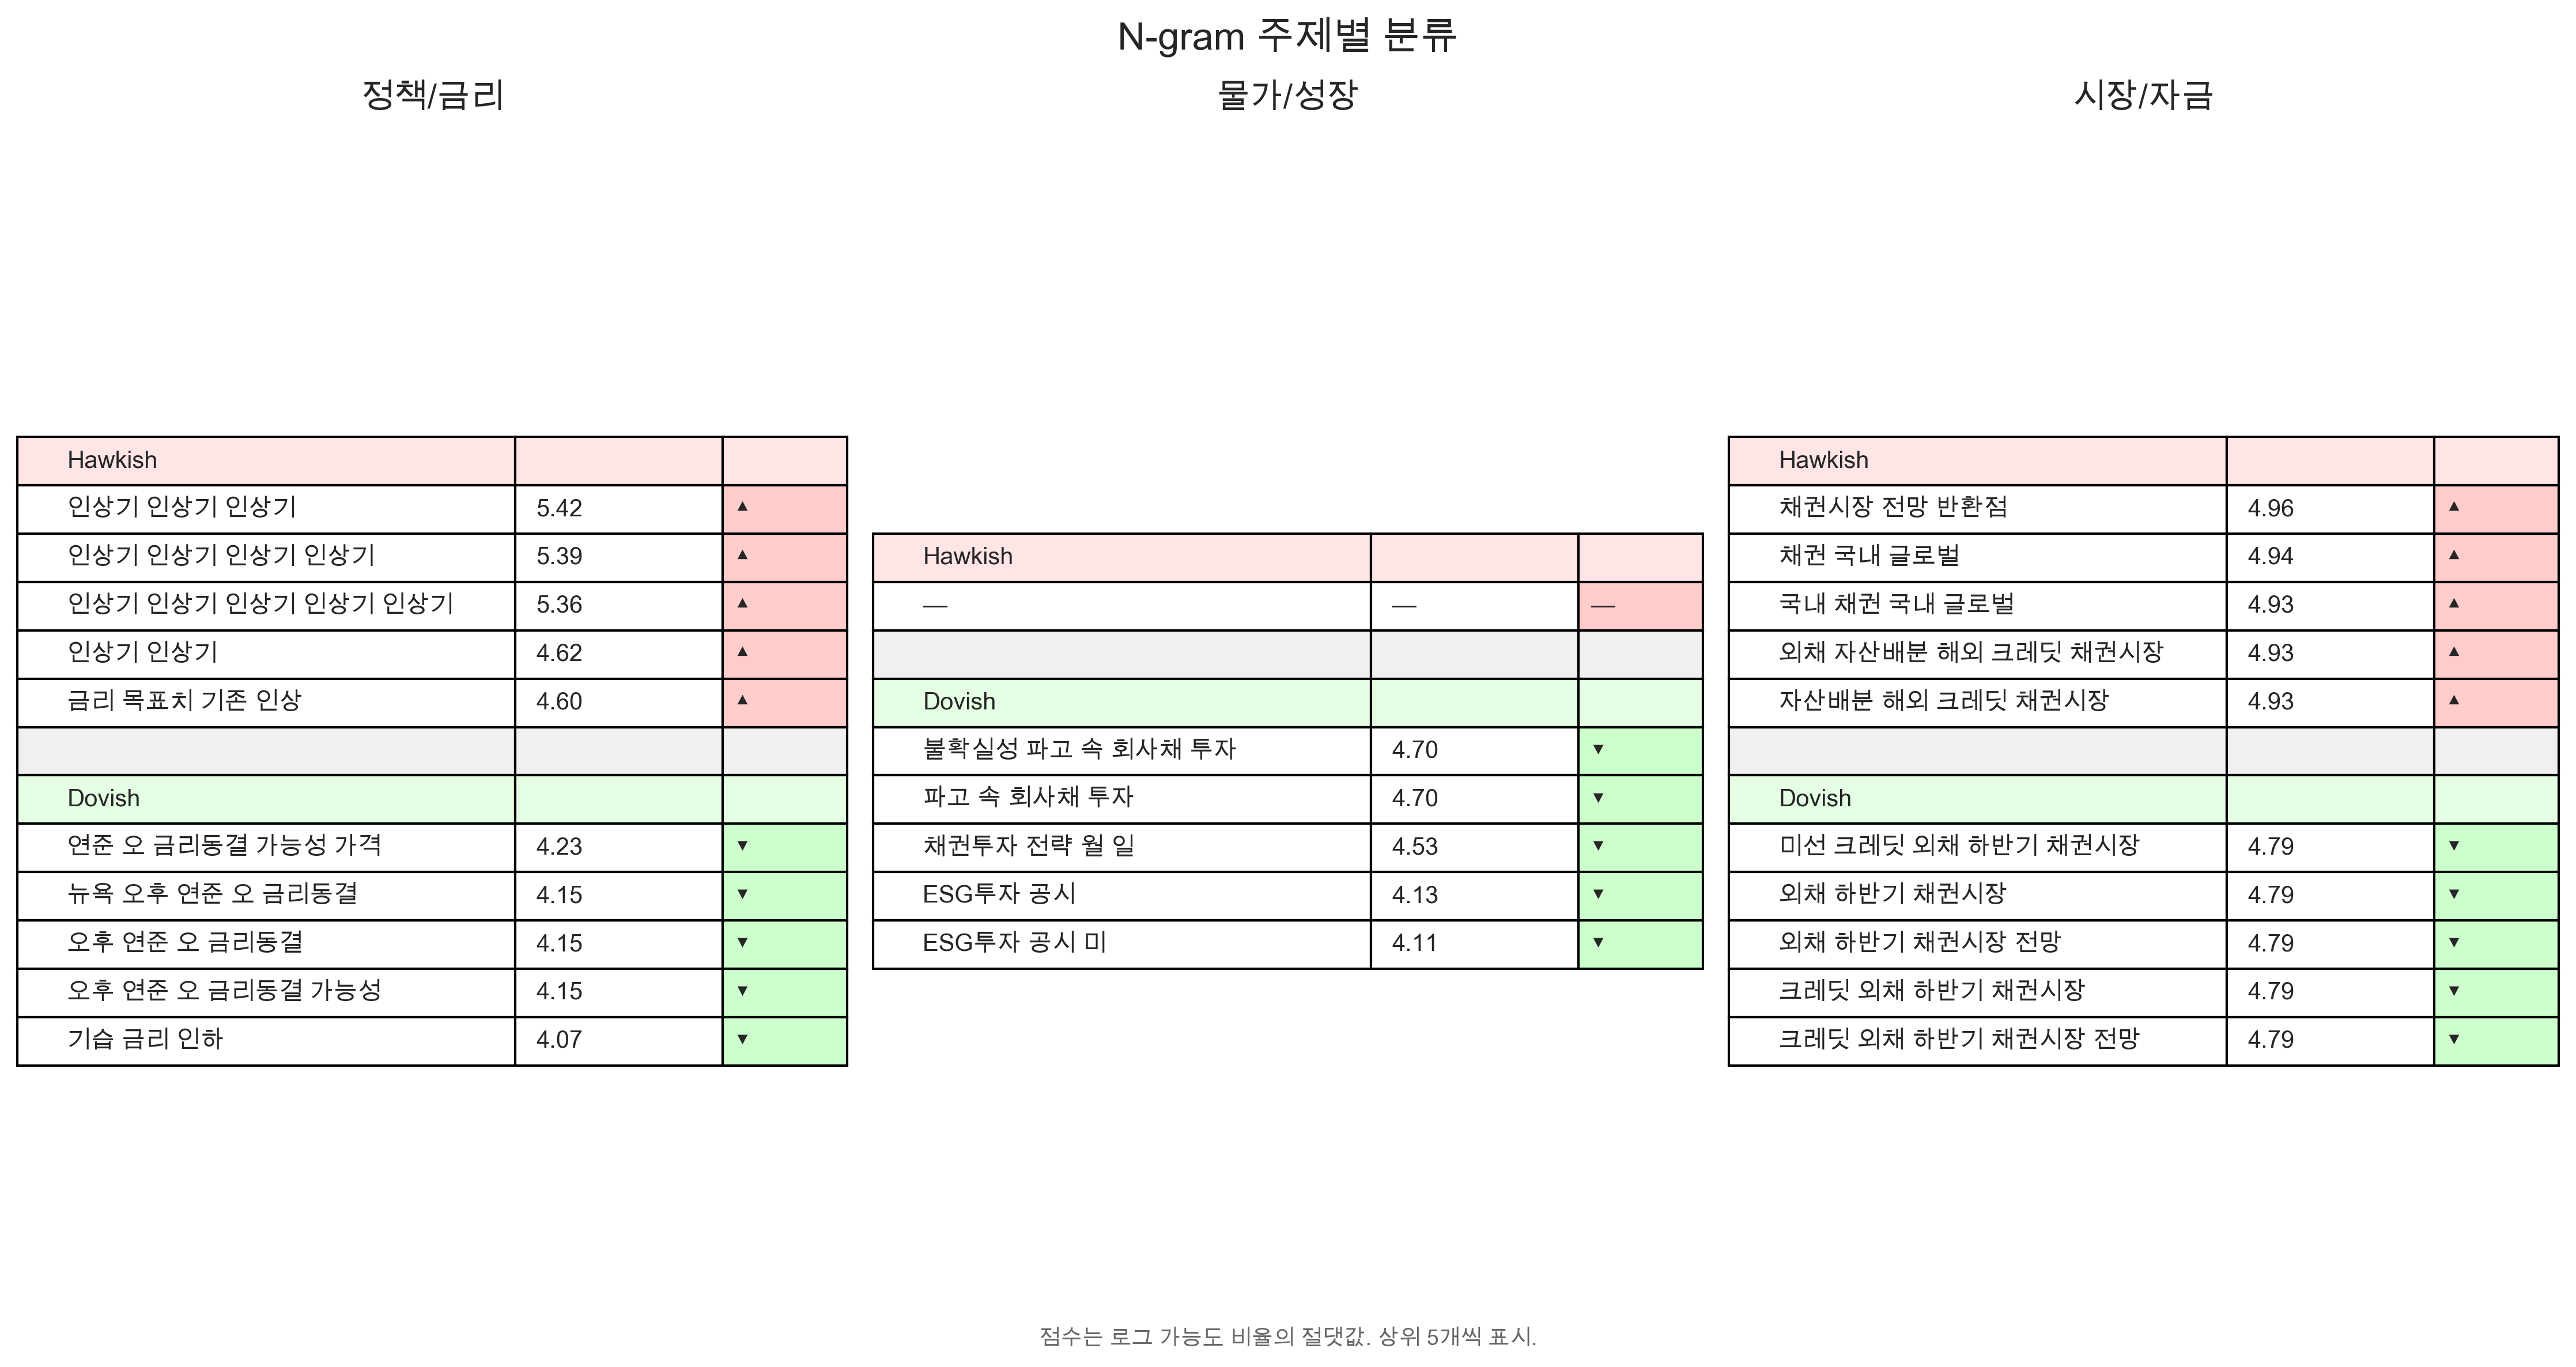 N-gram 주제별 분류
정책/금리
Hawkish
인상기 인상기 인상기 5.42 ▲
인상기 인상기 인상기 인상기 5.39 ▲
인상기 인상기 인상기 인상기 인상기 5.36 ▲
인상기 인상기 4.62 ▲
금리 목표치 기존 인상 4.60 ▲
Dovish
연준 오 금리동결 가능성 가격 4.23 ▼
뉴욕 오후 연준 오 금리동결 4.15 ▼
오후 연준 오 금리동결 4.15 ▼
오후 연준 오 금리동결 가능성 4.15 ▼
기습 금리 인하 4.07 ▼
물가/성장
Hawkish
— — —
Dovish
불확실성 파고 속 회사채 투자 4.70 ▼
파고 속 회사채 투자 4.70 ▼
채권투자 전략 월 일 4.53 ▼
ESG투자 공시 4.13 ▼
ESG투자 공시 미 4.11 ▼
시장/자금
Hawkish
채권시장 전망 반환점 4.96 ▲
채권 국내 글로벌 4.94 ▲
국내 채권 국내 글로벌 4.93 ▲
외채 자산배분 해외 크레딧 채권시장 4.93 ▲
자산배분 해외 크레딧 채권시장 4.93 ▲
Dovish
미선 크레딧 외채 하반기 채권시장 4.79 ▼
외채 하반기 채권시장 4.79 ▼
외채 하반기 채권시장 전망 4.79 ▼
크레딧 외채 하반기 채권시장 4.79 ▼
크레딧 외채 하반기 채권시장 전망 4.79 ▼
점수는 로그 가능도 비율의 절댓값. 상위 5개씩 표시.